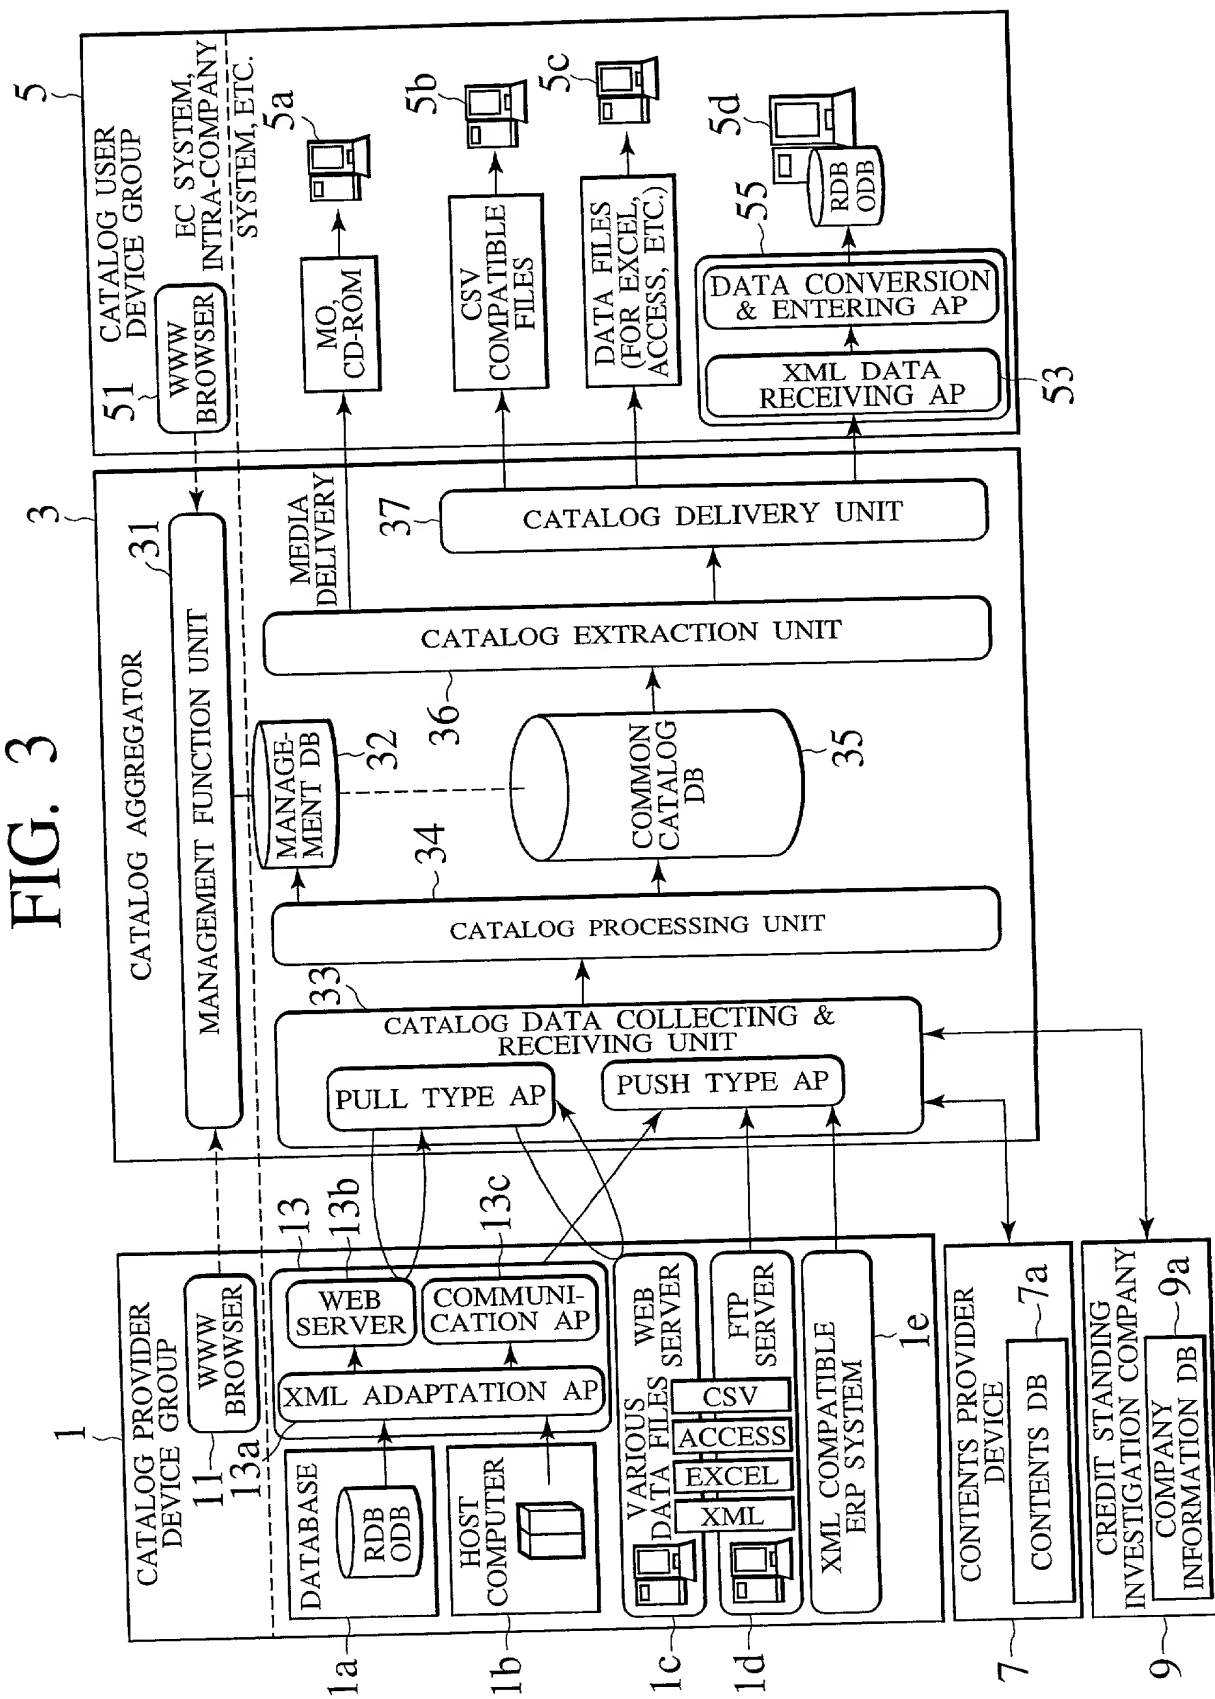 FIG. 3
1
CATALOG PROVIDER
DEVICE GROUP
11
WWW
BROWSER
13a
13
13b
WEB
SERVER
13c
COMMUNI-
CATION AP
XML ADAPTATION AP
DATABASE
RDB
ODB
1a
HOST
COMPUTER
1b
VARIOUS
DATA FILES
WEB
SERVER
1c
FTP
SERVER
1d
CSV
ACCESS
EXCEL
XML
XML COMPATIBLE
ERP SYSTEM
1e
CONTENTS PROVIDER
DEVICE
7a
CONTENTS DB
7
CREDIT STANDING
INVESTIGATION COMPANY
9a
COMPANY
INFORMATION DB
9
3
CATALOG AGGREGATOR
31
MANAGEMENT FUNCTION UNIT
33
CATALOG DATA COLLECTING &
RECEIVING UNIT
PULL TYPE AP
PUSH TYPE AP
34
CATALOG PROCESSING UNIT
MANAGE-
MENT DB
32
COMMON
CATALOG
DB
35
36
CATALOG EXTRACTION UNIT
MEDIA
DELIVERY
37
CATALOG DELIVERY UNIT
5
CATALOG USER
DEVICE GROUP
51
WWW
BROWSER
EC SYSTEM,
INTRA-COMPANY
SYSTEM, ETC.
MO,
CD-ROM
5a
CSV
COMPATIBLE
FILES
5b
DATA FILES
(FOR EXCEL,
ACCESS, ETC.)
5c
55
XML DATA
RECEIVING AP
53
DATA CONVERSION
& ENTERING AP
RDB
ODB
5d